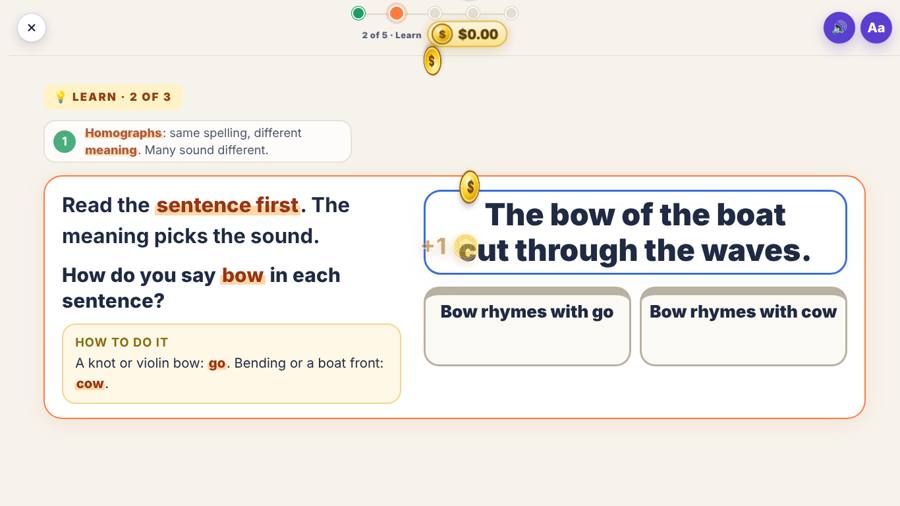 2 of 5 · Learn
$0.00
Aa
LEARN · 2 OF 3
1
Homographs: same spelling, different
meaning. Many sound different.
Read the sentence first. The
meaning picks the sound.
How do you say bow in each
sentence?
HOW TO DO IT
A knot or violin bow: go. Bending or a boat front:
cow.
The bow of the boat
cut through the waves.
+1
Bow rhymes with go
Bow rhymes with cow